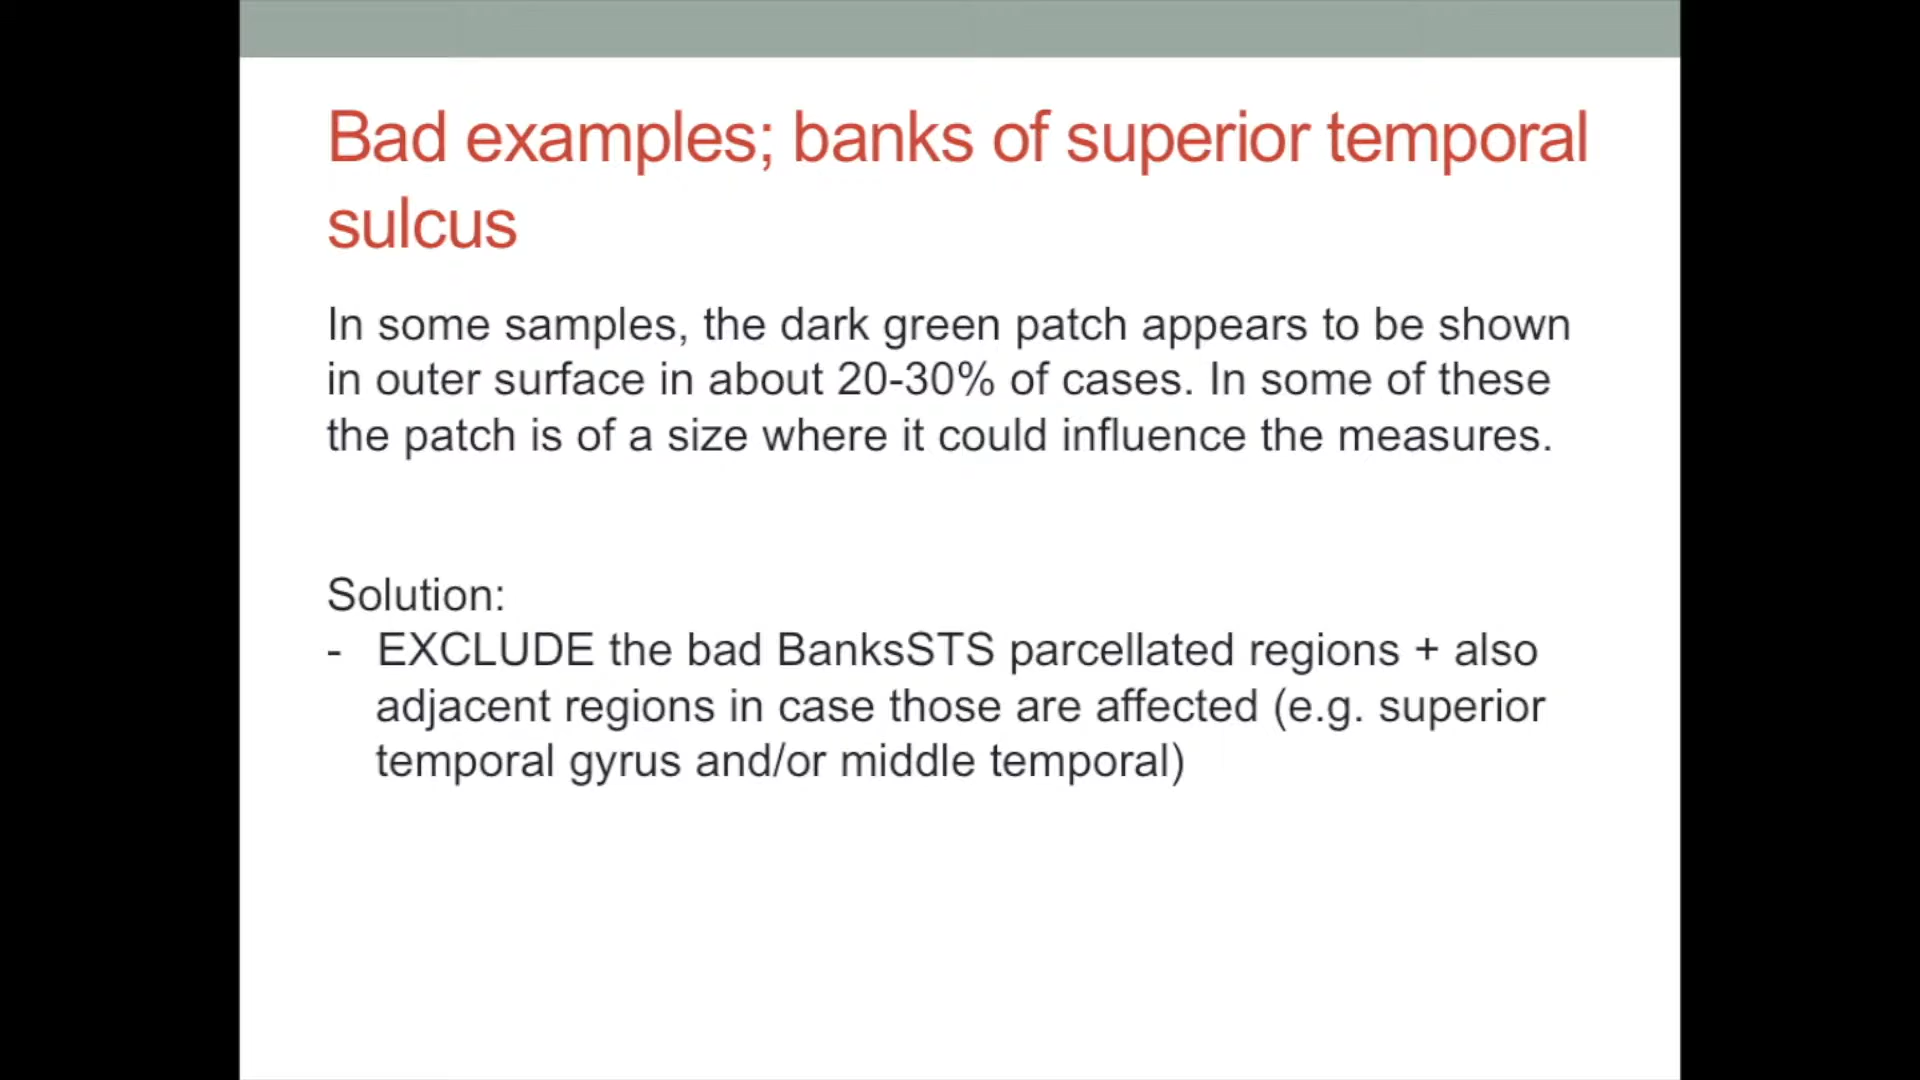 Bad examples; banks of superior temporal
sulcus
In some samples, the dark green patch appears to be shown
in outer surface in about 20-30% of cases. In some of these
the patch is of a size where it could influence the measures.
Solution:
- EXCLUDE the bad BanksSTS parcellated regions + also
adjacent regions in case those are affected (e.g. superior
temporal gyrus and/or middle temporal)